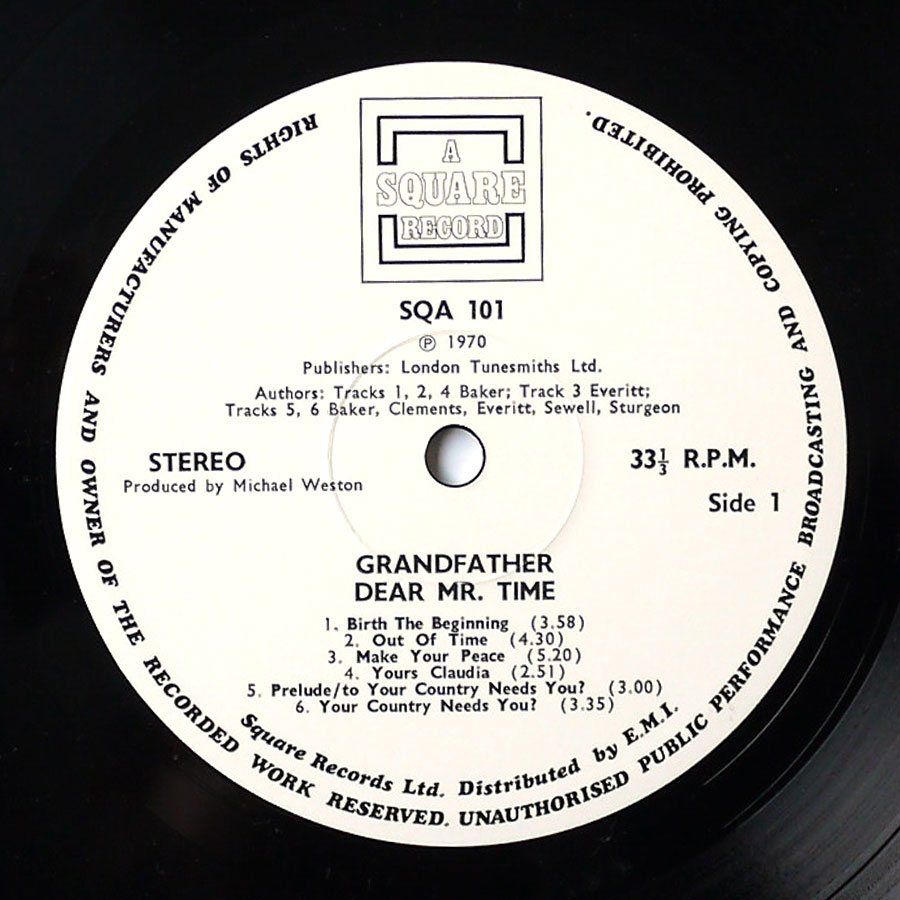 A
SQUARE
RECORD
SQA 101
Ⓟ 1970
Publishers: London Tunesmiths Ltd.
Authors: Tracks 1, 2, 4 Baker; Track 3 Everitt;
Tracks 5, 6 Baker, Clements, Everitt, Sewell, Sturgeon
STEREO
Produced by Michael Weston
33⅓ R.P.M.
Side 1
GRANDFATHER
DEAR MR. TIME
1. Birth The Beginning (3.58)
2. Out Of Time (4.30)
3. Make Your Peace (5.20)
4. Yours Claudia (2.51)
5. Prelude/to Your Country Needs You? (3.00)
6. Your Country Needs You? (3.35)
Square Records Ltd. Distributed by E.M.I.
RIGHTS OF MANUFACTURERS AND OWNER OF THE RECORDED WORK RESERVED. UNAUTHORISED PUBLIC PERFORMANCE BROADCASTING AND COPYING PROHIBITED.